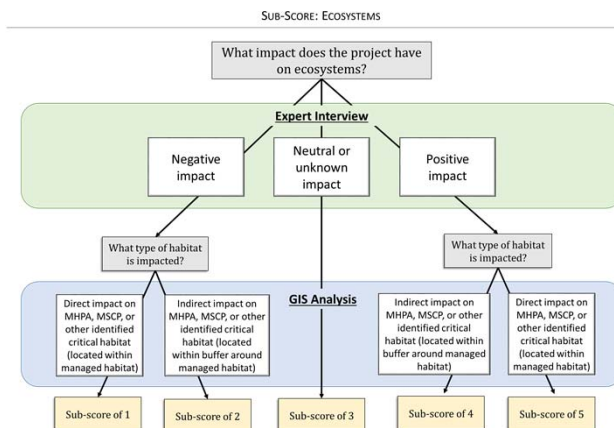 SUB-SCORE: ECOSYSTEMS
What impact does the project have
on ecosystems?
Expert Interview
Negative
impact
Neutral or
unknown
impact
Positive
impact
What type of habitat
is impacted?
What type of habitat
is impacted?
GIS Analysis
Direct impact on
MHPA, MSCP, or
other identified
critical habitat
(located within
managed habitat)
Indirect impact on
MHPA, MSCP, or other
identified critical
habitat (located
within buffer around
managed habitat)
Indirect impact on
MHPA, MSCP, or other
identified critical
habitat (located within
buffer around managed
habitat)
Direct impact on
MHPA, MSCP, or
other identified
critical habitat
(located within
managed habitat)
Sub-score of 1
Sub-score of 2
Sub-score of 3
Sub-score of 4
Sub-score of 5